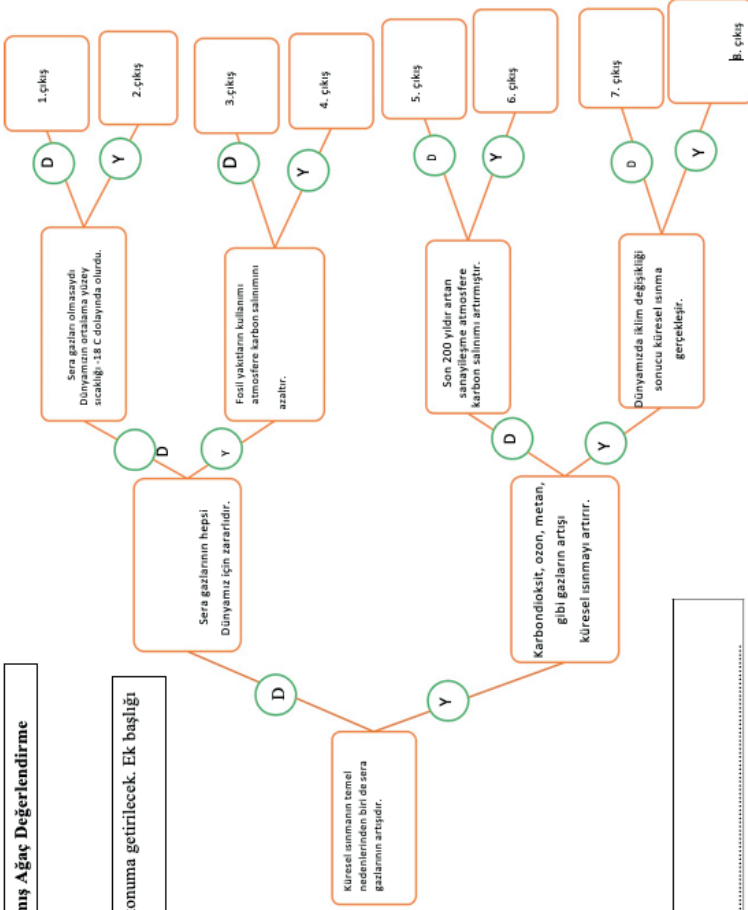 mış Ağaç Değerlendirme
onuma getirilecek. Ek başlığı
Küresel ısınmanın temel
nedenlerinden biri de sera
gazlarının artışıdır.
D
Y
Sera gazlarının hepsi
Dünyamız için zararlıdır.
D
Y
Karbondioksit, ozon, metan,
gibi gazların artışı
küresel ısınmayı artırır.
D
Y
Sera gazları olmasaydı
Dünyamızın ortalama yüzey
sıcaklığı -18 C dolayında olurdu.
D
Y
Fosil yakıtların kullanımı
atmosfere karbon salınımını
azaltır.
D
Y
Son 200 yıldır artan
sanayileşme atmosfere
karbon salınımı artırmıştır.
D
Y
Dünyamızda iklim değişikliği
sonucu küresel ısınma
gerçekleşir.
D
Y
1.çıkış
2.çıkış
3.çıkış
4. çıkış
5. çıkış
6. çıkış
7. çıkış
8. çıkış